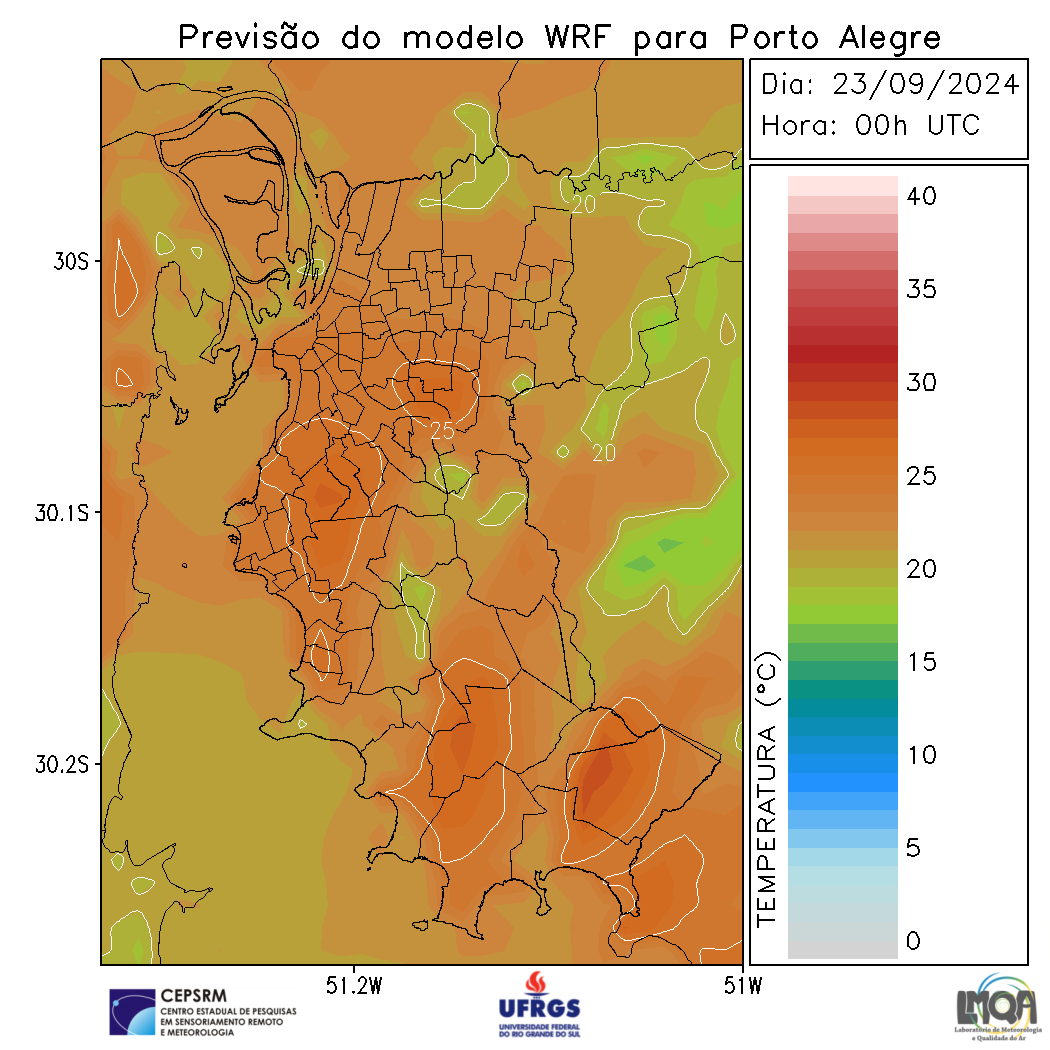 Previsão do modelo WRF para Porto Alegre
Dia: 23/09/2024
Hora: 00h UTC
40
35
30
25
20
15
10
5
0
TEMPERATURA (°C)
30S
30.1S
30.2S
51.2W
51W
20
25
20
CEPSRM
CENTRO ESTADUAL DE PESQUISAS
EM SENSORIAMENTO REMOTO
E METEOROLOGIA
UFRGS
UNIVERSIDADE FEDERAL
DO RIO GRANDE DO SUL
LMQA
Laboratório de Meteorologia
e Qualidade do Ar